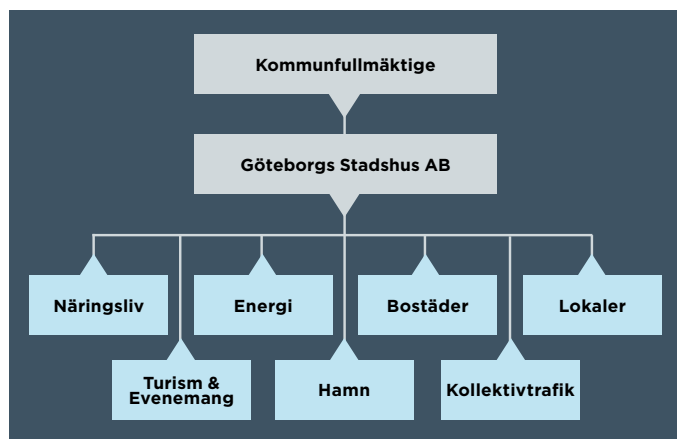 Kommunfullmäktige
Göteborgs Stadshus AB
Näringsliv
Energi
Bostäder
Lokaler
Turism &
Evenemang
Hamn
Kollektivtrafik